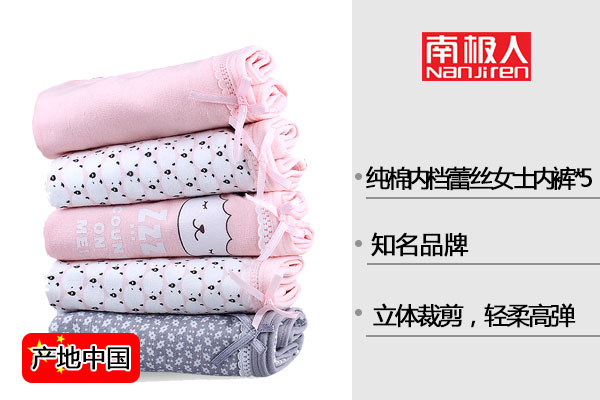 南极人
Nanjiren
纯棉内档蕾丝女士内裤*5
知名品牌
立体裁剪，轻柔高弹
ZZZ
COUN
ON
ME!
产地中国